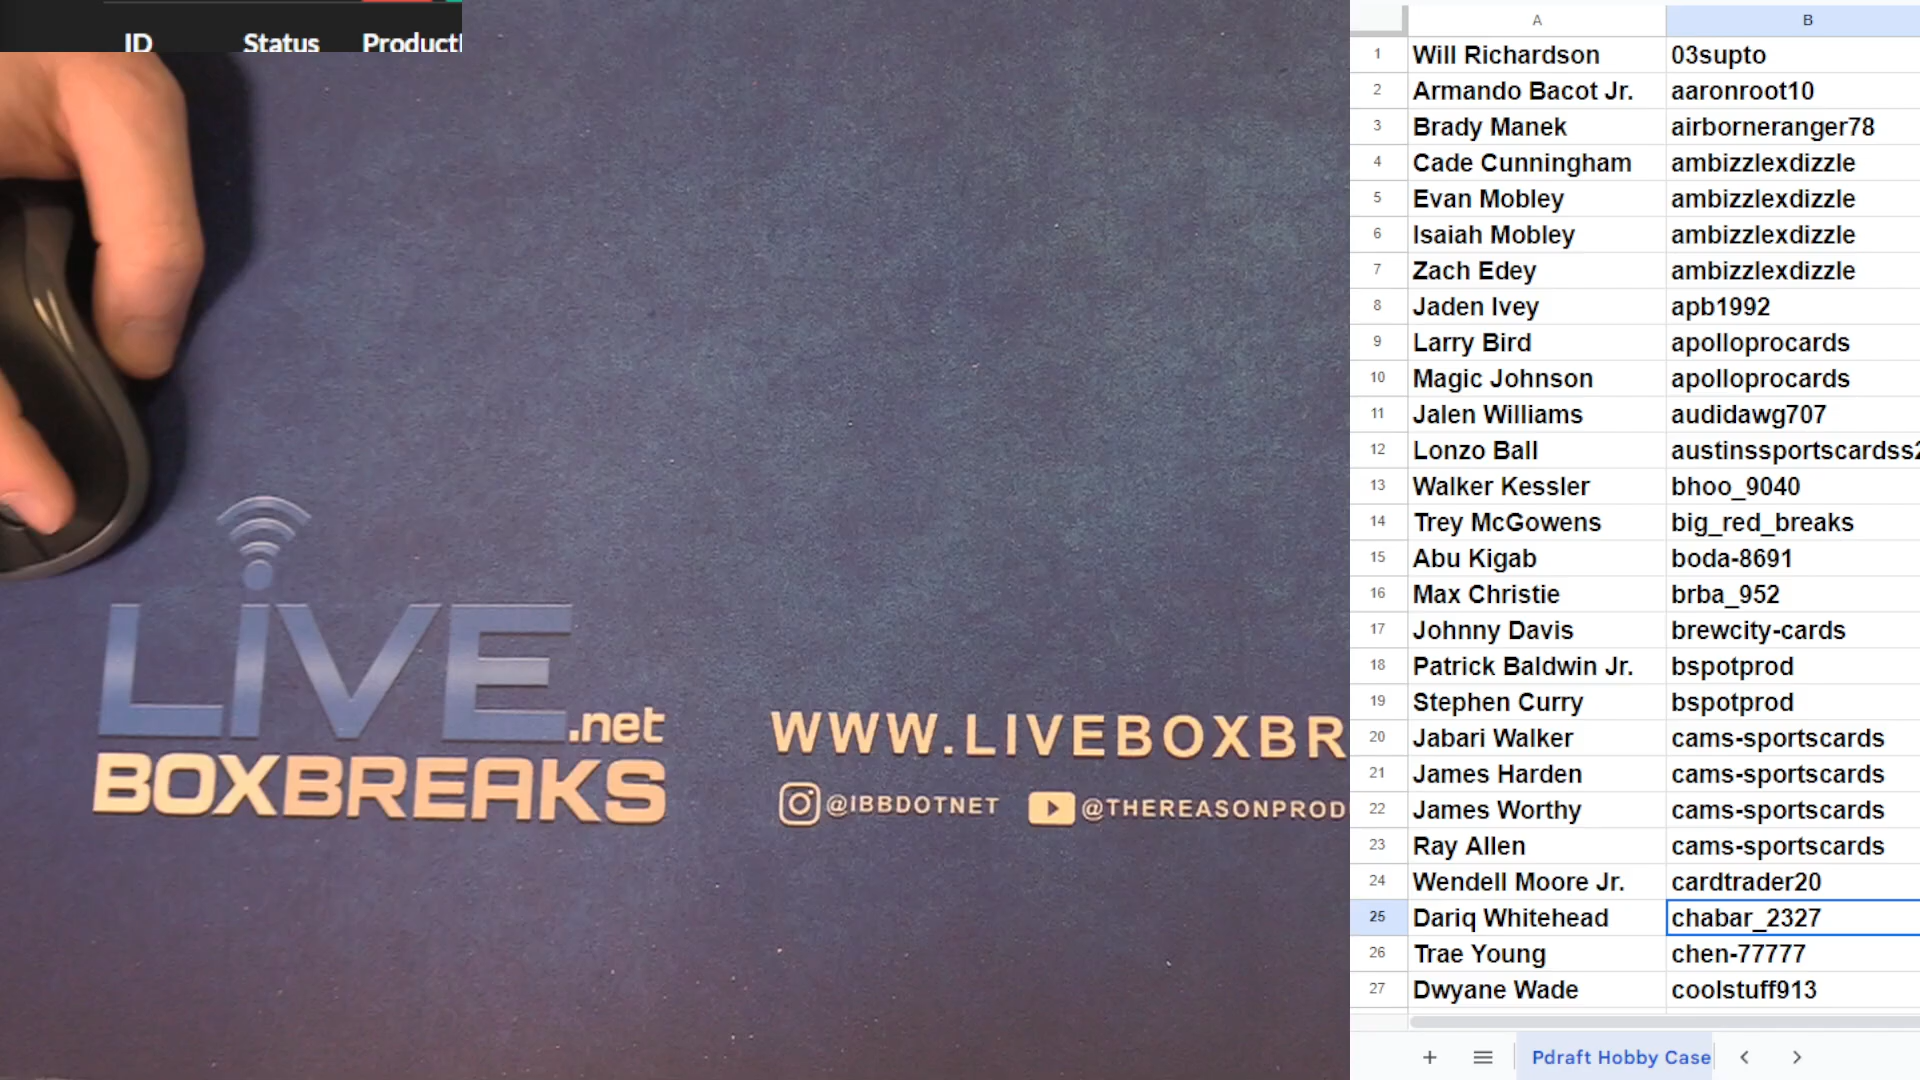 ID Status Product
LiVE.net
BOXBREAKS
WWW.LIVEBOXBR
@IBBDOTNET @THEREASONPROD
A B
1 Will Richardson 03supto
2 Armando Bacot Jr. aaronroot10
3 Brady Manek airborneranger78
4 Cade Cunningham ambizzlexdizzle
5 Evan Mobley ambizzlexdizzle
6 Isaiah Mobley ambizzlexdizzle
7 Zach Edey ambizzlexdizzle
8 Jaden Ivey apb1992
9 Larry Bird apolloprocards
10 Magic Johnson apolloprocards
11 Jalen Williams audidawg707
12 Lonzo Ball austinssportscardss2
13 Walker Kessler bhoo_9040
14 Trey McGowens big_red_breaks
15 Abu Kigab boda-8691
16 Max Christie brba_952
17 Johnny Davis brewcity-cards
18 Patrick Baldwin Jr. bspotprod
19 Stephen Curry bspotprod
20 Jabari Walker cams-sportscards
21 James Harden cams-sportscards
22 James Worthy cams-sportscards
23 Ray Allen cams-sportscards
24 Wendell Moore Jr. cardtrader20
25 Dariq Whitehead chabar_2327
26 Trae Young chen-77777
27 Dwyane Wade coolstuff913
Pdraft Hobby Case